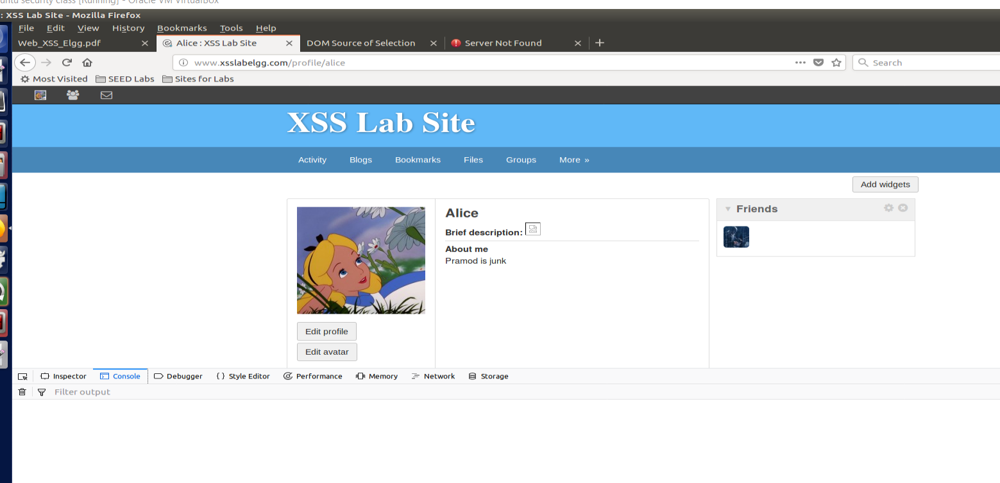 untu security class [Running] - Oracle VM VirtualBox
: XSS Lab Site - Mozilla Firefox
File Edit View History Bookmarks Tools Help
Web_XSS_Elgg.pdf Alice : XSS Lab Site DOM Source of Selection Server Not Found
www.xsslabelgg.com/profile/alice Search
Most Visited SEED Labs Sites for Labs
XSS Lab Site
Activity Blogs Bookmarks Files Groups More »
Add widgets
Alice
Brief description:
About me
Pramod is junk
Friends
Edit profile
Edit avatar
Inspector Console Debugger { } Style Editor Performance Memory Network Storage
Filter output